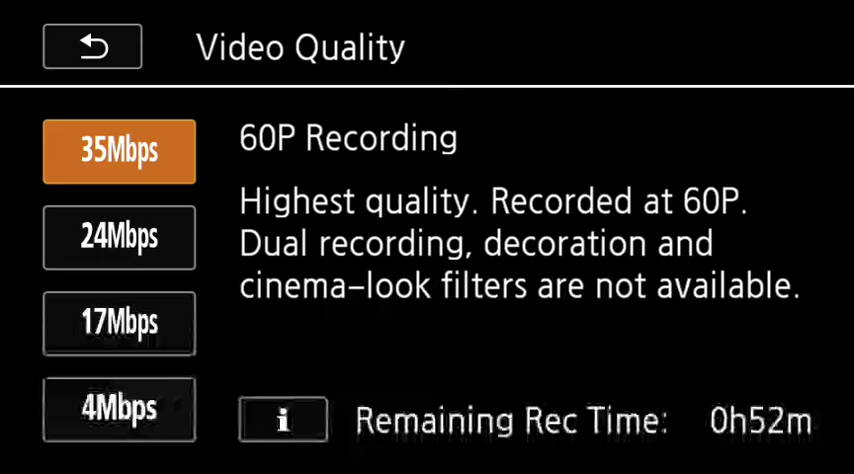 Video Quality
35Mbps
60P Recording
Highest quality. Recorded at 60P.
Dual recording, decoration and
cinema-look filters are not available.
24Mbps
17Mbps
4Mbps
i Remaining Rec Time: 0h52m